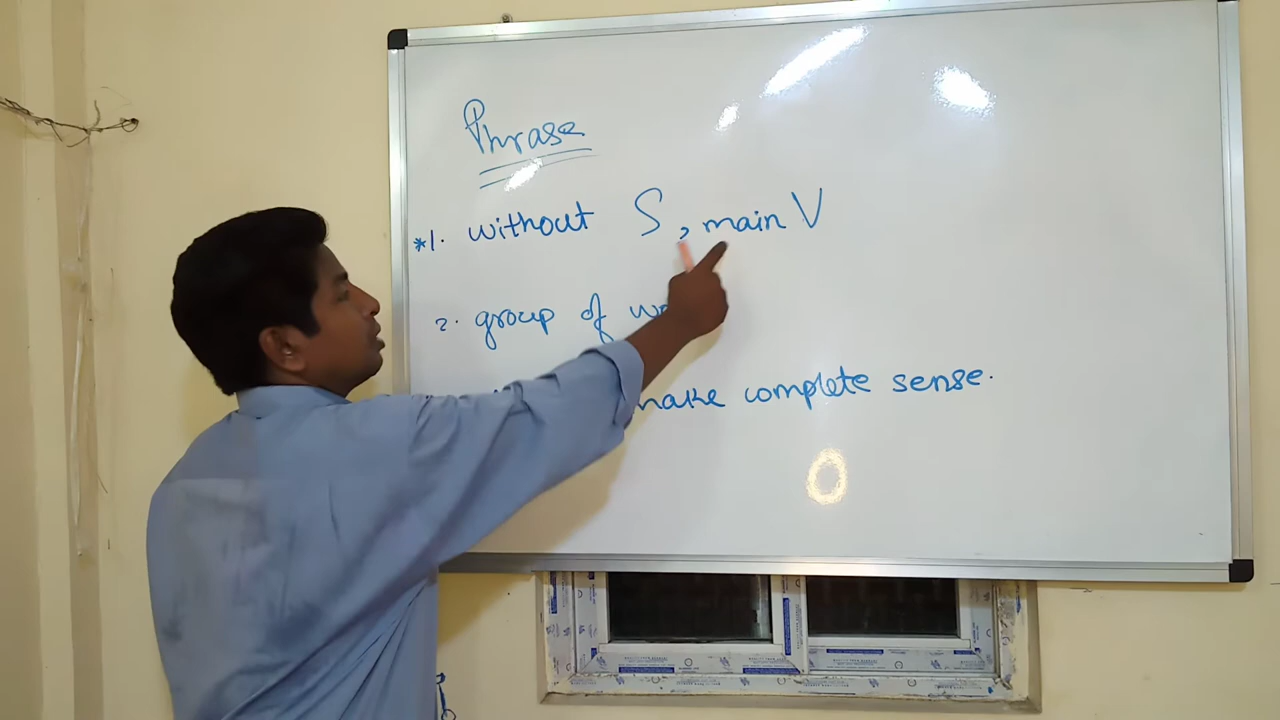 Phrase
*1. without S, main V
2. group of
make complete sense.